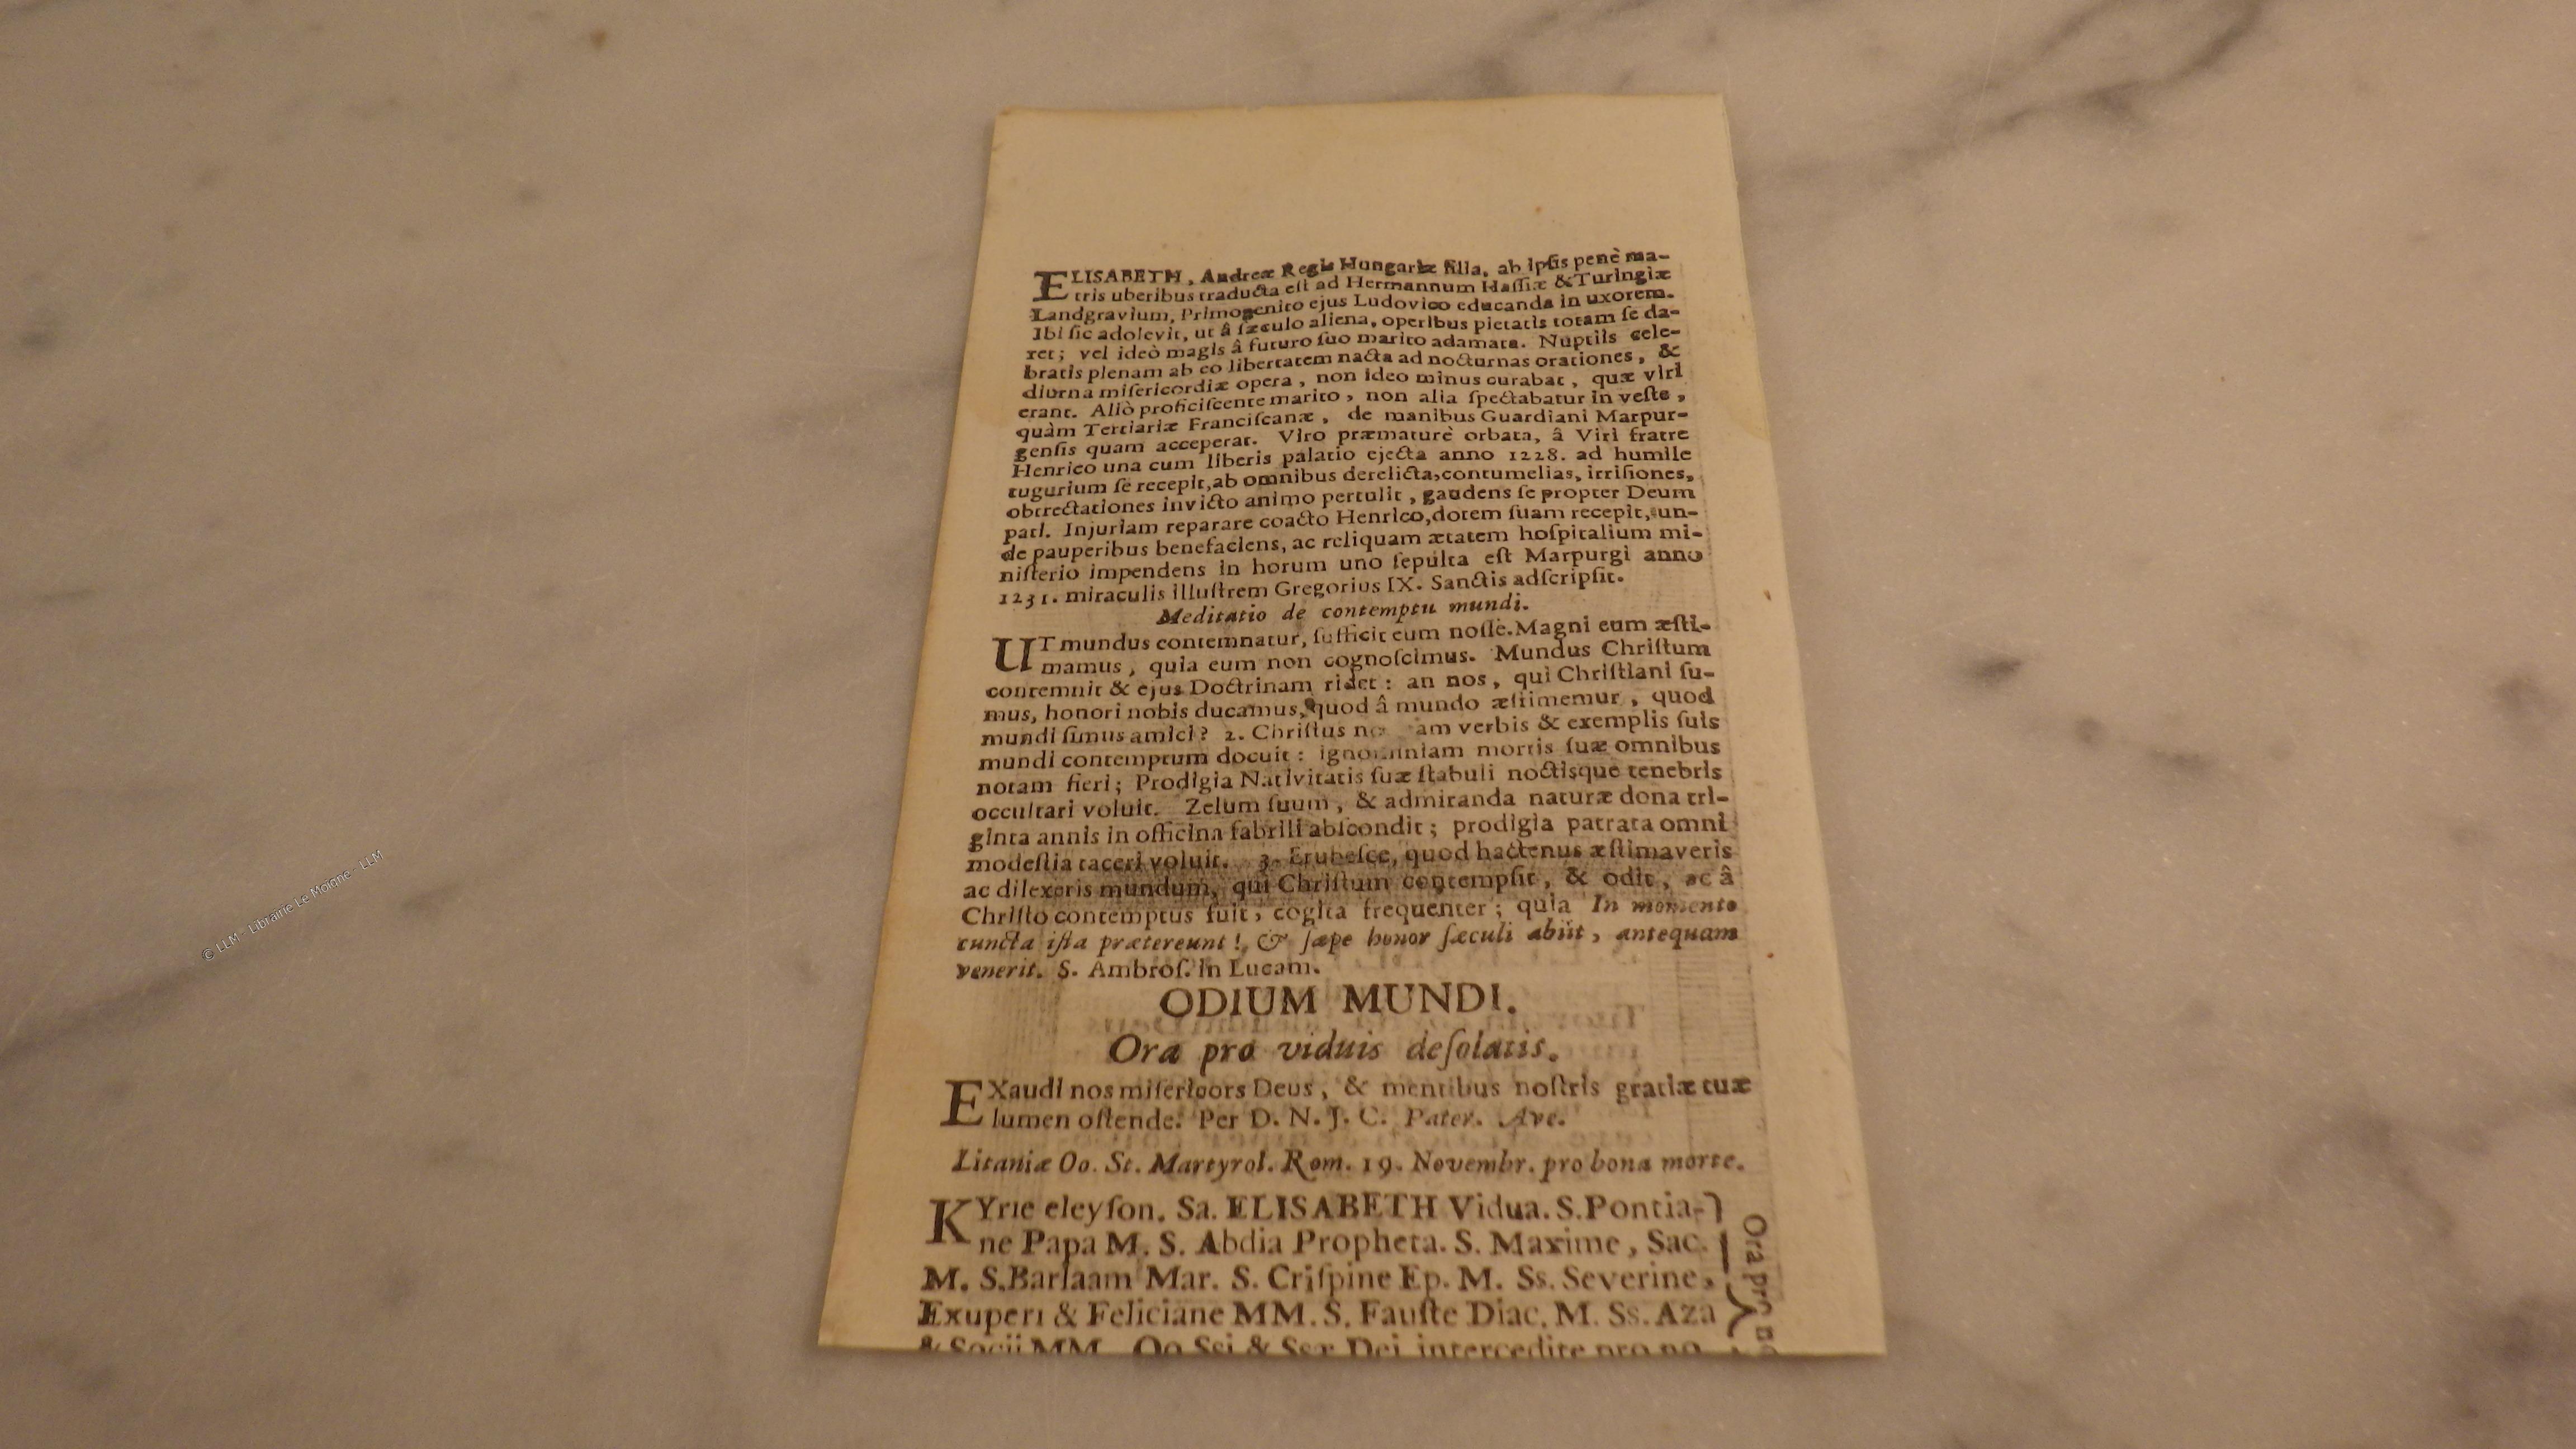 ELISABETH, Andreæ Regis Hungariæ filia, ab ipſis penè ma-
tris uberibus traducta eſt ad Hermannum Haſſiæ & Turingiæ
Landgravium, Primogenito ejus Ludovico educanda in uxorem.
Ibi ſic adolevit, ut â ſæculo aliena, operibus pietatis totam ſe da-
ret; vel ideò magis â futuro ſuo marito adamata. Nuptiis cele-
bratis plenam ab eo libertatem nacta ad nocturnas orationes, &
diurna miſericordiæ opera, non ideo minus curabat, quæ viri
erant. Aliò proficiſcente marito, non alia ſpectabatur in veſte,
quàm Tertiariæ Franciſcanæ, de manibus Guardiani Marpur-
genſis quam acceperat. Viro præmaturè orbata, â Viri fratre
Henrico una cum liberis palatio ejecta anno 1228. ad humile
tugurium ſe recepit, ab omnibus derelicta, contumelias, irriſiones,
obtrectationes invicto animo pertulit, gaudens ſe propter Deum
pati. Injuriam reparare coacto Henrico, dotem ſuam recepit, un-
de pauperibus benefaciens, ac reliquam ætatem hoſpitalium mi-
niſterio impendens in horum uno ſepulta eſt Marpurgi anno
1231. miraculis illuſtrem Gregorius IX. Sanctis adſcripſit.
Meditatio de contemptu mundi.
UT mundus contemnatur, ſufficit eum noſſe. Magni eum æſti-
mamus, quia eum non cognoſcimus. Mundus Chriſtum
contemnit & ejus Doctrinam ridet: an nos, qui Chriſtiani ſu-
mus, honori nobis ducamus, quod â mundo æſtimemur, quod
mundi ſimus amici? 2. Chriſtus verbis & exemplis ſuis
mundi contemptum docuit: ignominiam mortis ſuæ omnibus
notam fieri; Prodigia Nativitatis ſuæ ſtabuli noctisque tenebris
occultari voluit. Zelum ſuum, & admiranda naturæ dona tri-
ginta annis in officina fabrili abſcondit; prodigia patrata omni
modeſtia taceri voluit. 3. Erubeſce, quod hactenus æſtimaveris
ac dilexeris mundum, qui Chriſtum contempſit, & odit, ac â
Chriſto contemptus fuit, cogita frequenter; quia In momento
cuncta iſta prætereunt! & ſæpe honor ſæculi abiit, antequam
venerit. S. Ambroſ. in Lucam.
ODIUM MUNDI.
Ora pro viduis deſolatis.
EXaudi nos miſericors Deus, & mentibus noſtris gratiæ tuæ
lumen oſtende. Per D. N. J. C. Pater. Ave.
Litaniæ Oo. St. Martyrol. Rom. 19. Novembr. pro bona morte.
KYrie eleyſon. Sa. ELISABETH Vidua. S. Pontia-
ne Papa M. S. Abdia Propheta. S. Maxime, Sac.
M. S. Barlaam Mar. S. Criſpine Ep. M. Ss. Severine,
Exuperi & Feliciane MM. S. Fauſte Diac. M. Ss. Aza
& Socii MM. Oo Ssi & Ssæ Dei intercedite pro no
Ora pro no
© LLM - Librairie Le Moigne - LLM